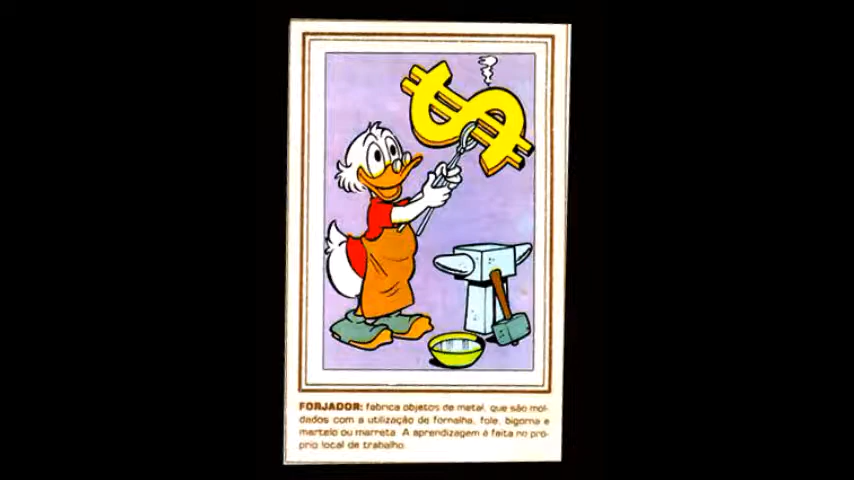 FORJADOR: fabrica objetos de metal, que são mol-
dados com a utilização de fornalha, fole, bigorna e
martelo ou marreta. A aprendizagem é feita no pró-
prio local de trabalho.